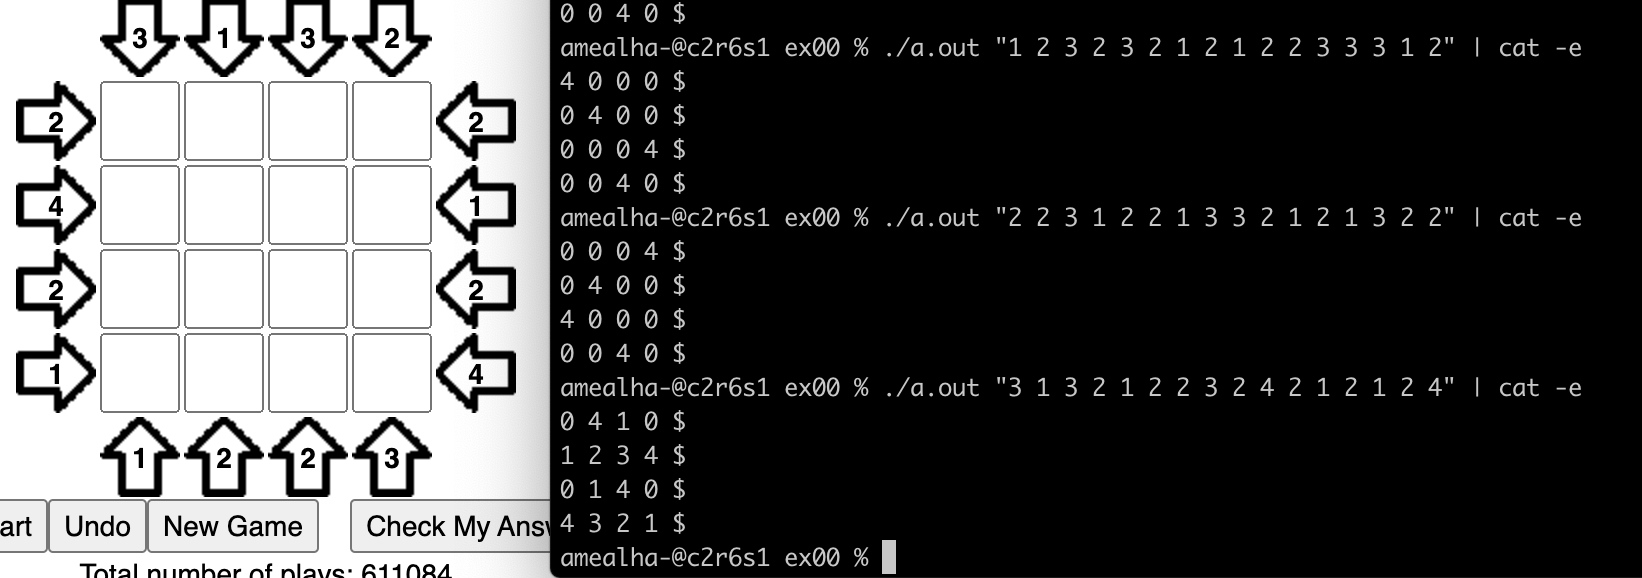 3 1 3 2
2 2
4 1
2 2
1 4
1 2 2 3
art Undo New Game Check My Answ
Total number of plays: 611084
0 0 4 0 $
amealha-@c2r6s1 ex00 % ./a.out "1 2 3 2 3 2 1 2 1 2 2 3 3 3 1 2" | cat -e
4 0 0 0 $
0 4 0 0 $
0 0 0 4 $
0 0 4 0 $
amealha-@c2r6s1 ex00 % ./a.out "2 2 3 1 2 2 1 3 3 2 1 2 1 3 2 2" | cat -e
0 0 0 4 $
0 4 0 0 $
4 0 0 0 $
0 0 4 0 $
amealha-@c2r6s1 ex00 % ./a.out "3 1 3 2 1 2 2 3 2 4 2 1 2 1 2 4" | cat -e
0 4 1 0 $
1 2 3 4 $
0 1 4 0 $
4 3 2 1 $
amealha-@c2r6s1 ex00 %